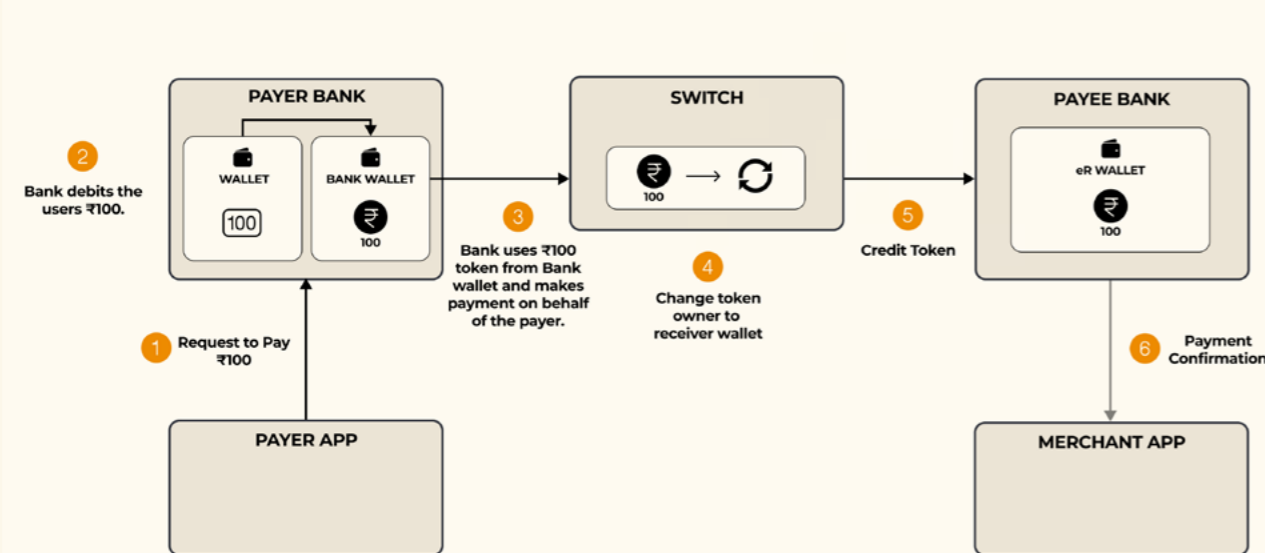 PAYER BANK
WALLET
100
BANK WALLET
₹
100
2
Bank debits the
users ₹100.
SWITCH
₹
100
PAYEE BANK
eR WALLET
₹
100
3
Bank uses ₹100
token from Bank
wallet and makes
payment on behalf
of the payer.
4
Change token
owner to
receiver wallet
5
Credit Token
1
Request to Pay
₹100
6
Payment
Confirmation
PAYER APP
MERCHANT APP